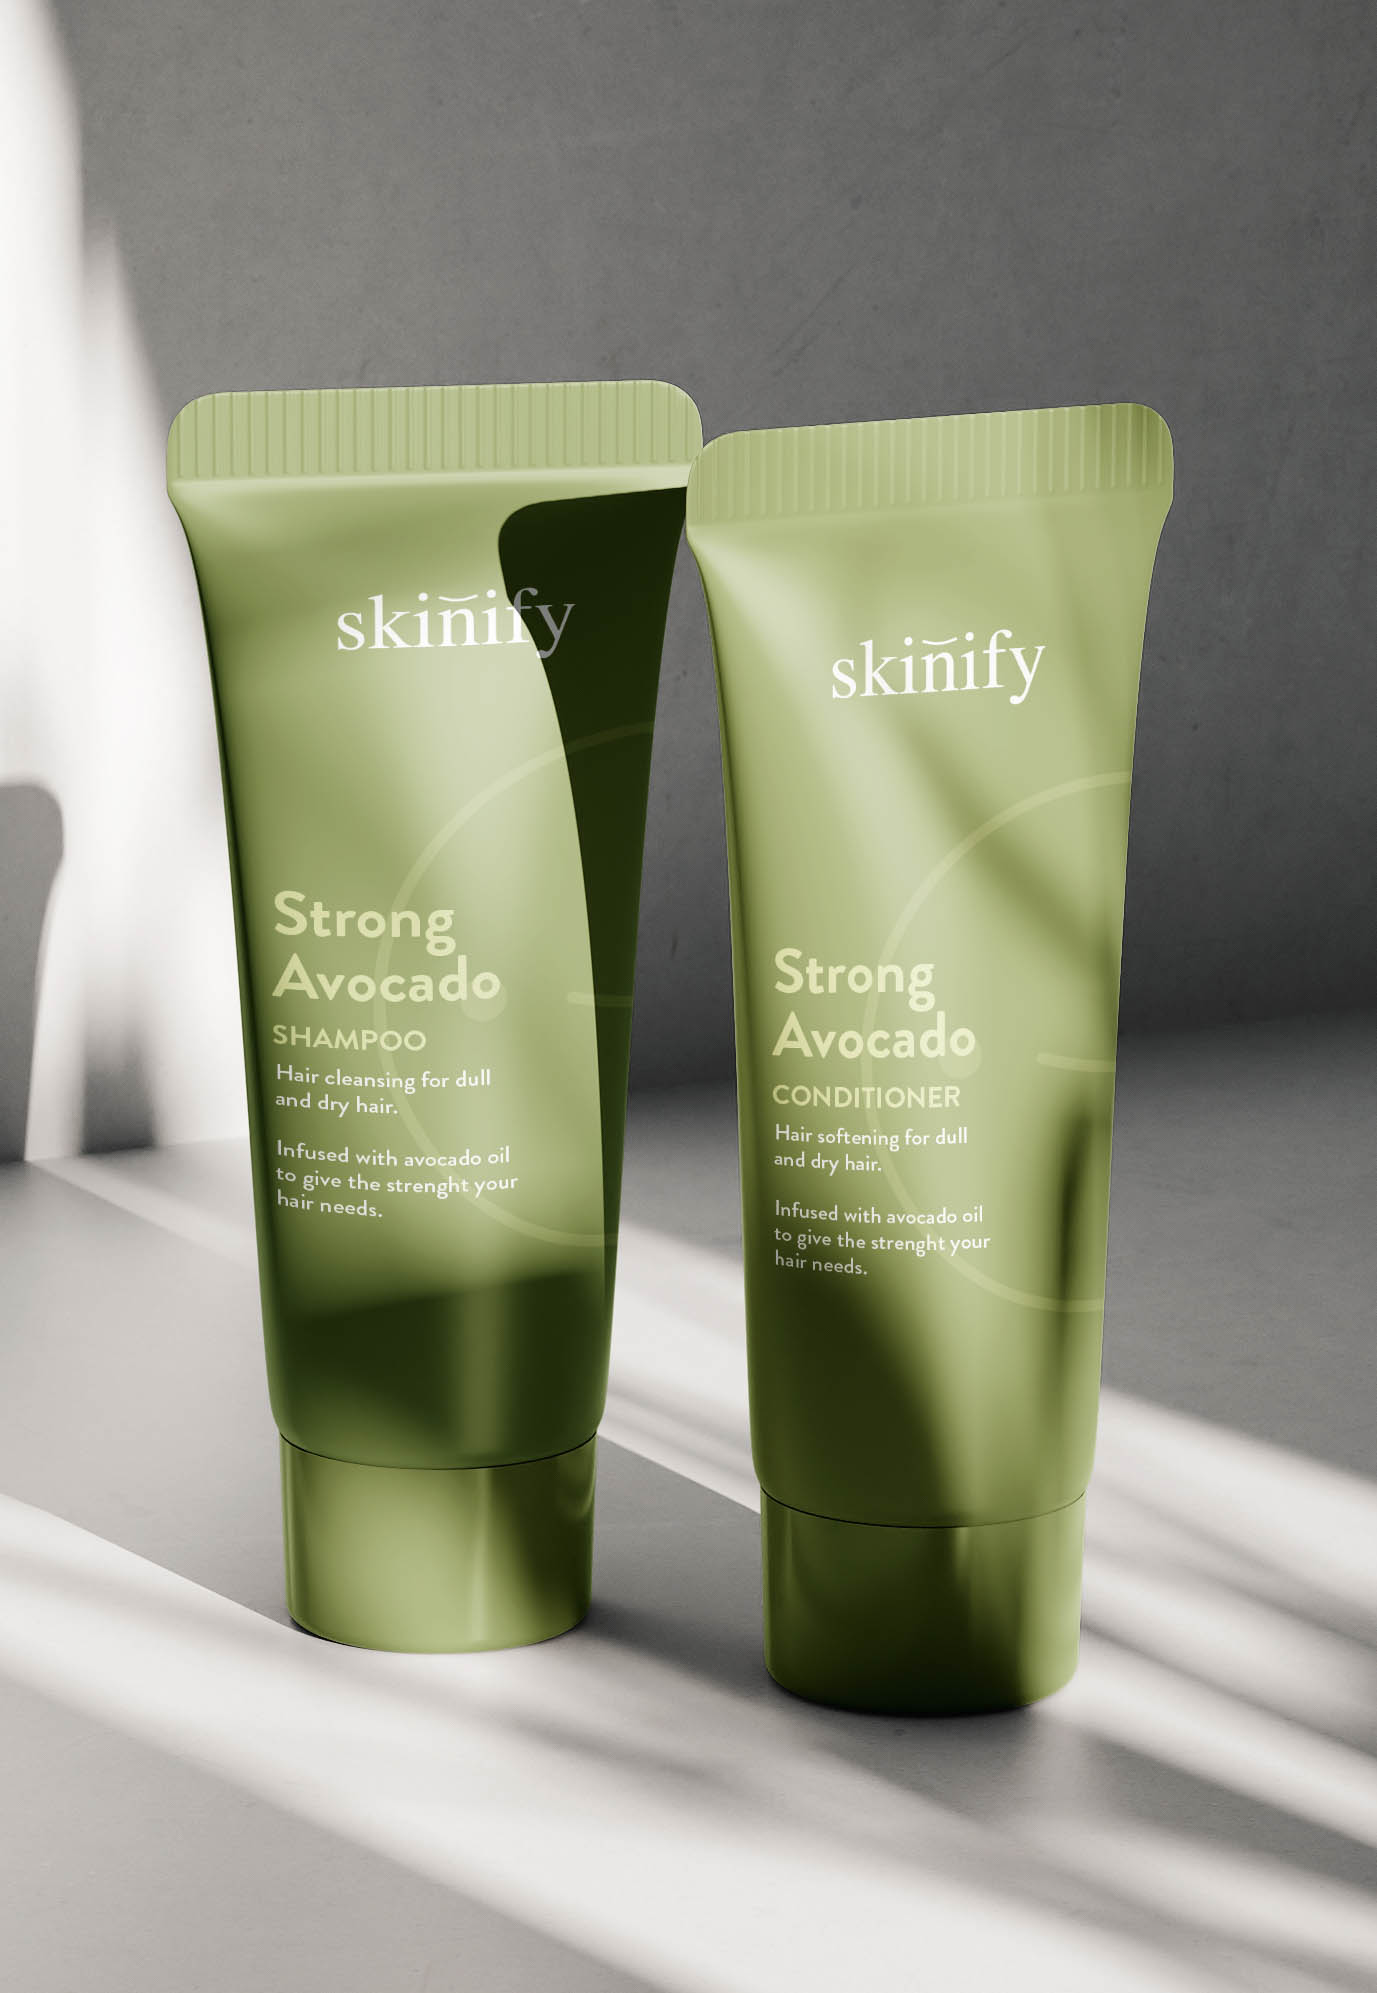 skinify
Strong
Avocado
SHAMPOO
Hair cleansing for dull
and dry hair.
Infused with avocado oil
to give the strenght your
hair needs.
skinify
Strong
Avocado
CONDITIONER
Hair softening for dull
and dry hair.
Infused with avocado oil
to give the strenght your
hair needs.